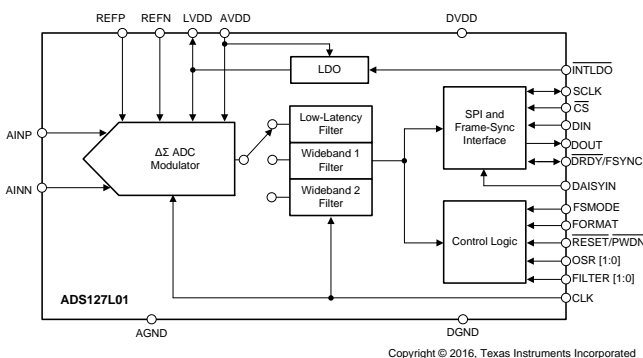 REFP REFN LVDD AVDD DVDD
LDO
INTLDO
SCLK
CS
DIN
DOUT
DRDY/FSYNC
DAISYIN
SPI and
Frame-Sync
Interface
AINP
AINN
ΔΣ ADC
Modulator
Low-Latency
Filter
Wideband 1
Filter
Wideband 2
Filter
Control Logic
FSMODE
FORMAT
RESET/PWDN
OSR [1:0]
FILTER [1:0]
CLK
ADS127L01
AGND DGND
Copyright © 2016, Texas Instruments Incorporated